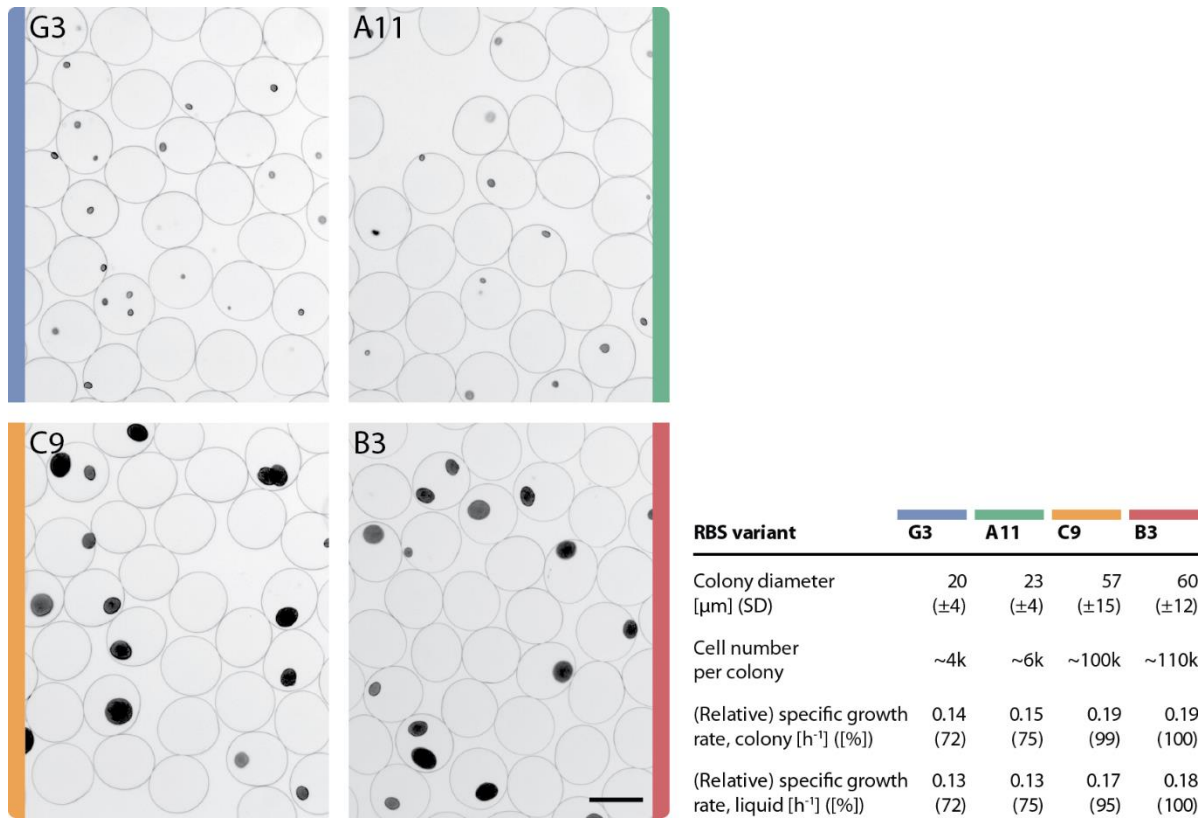 G3
A11
C9
B3
RBS variant G3 A11 C9 B3
Colony diameter 20 23 57 60
[µm] (SD) (±4) (±4) (±15) (±12)
Cell number
per colony ~4k ~6k ~100k ~110k
(Relative) specific growth 0.14 0.15 0.19 0.19
rate, colony [h⁻¹] ([%]) (72) (75) (99) (100)
(Relative) specific growth 0.13 0.13 0.17 0.18
rate, liquid [h⁻¹] ([%]) (72) (75) (95) (100)